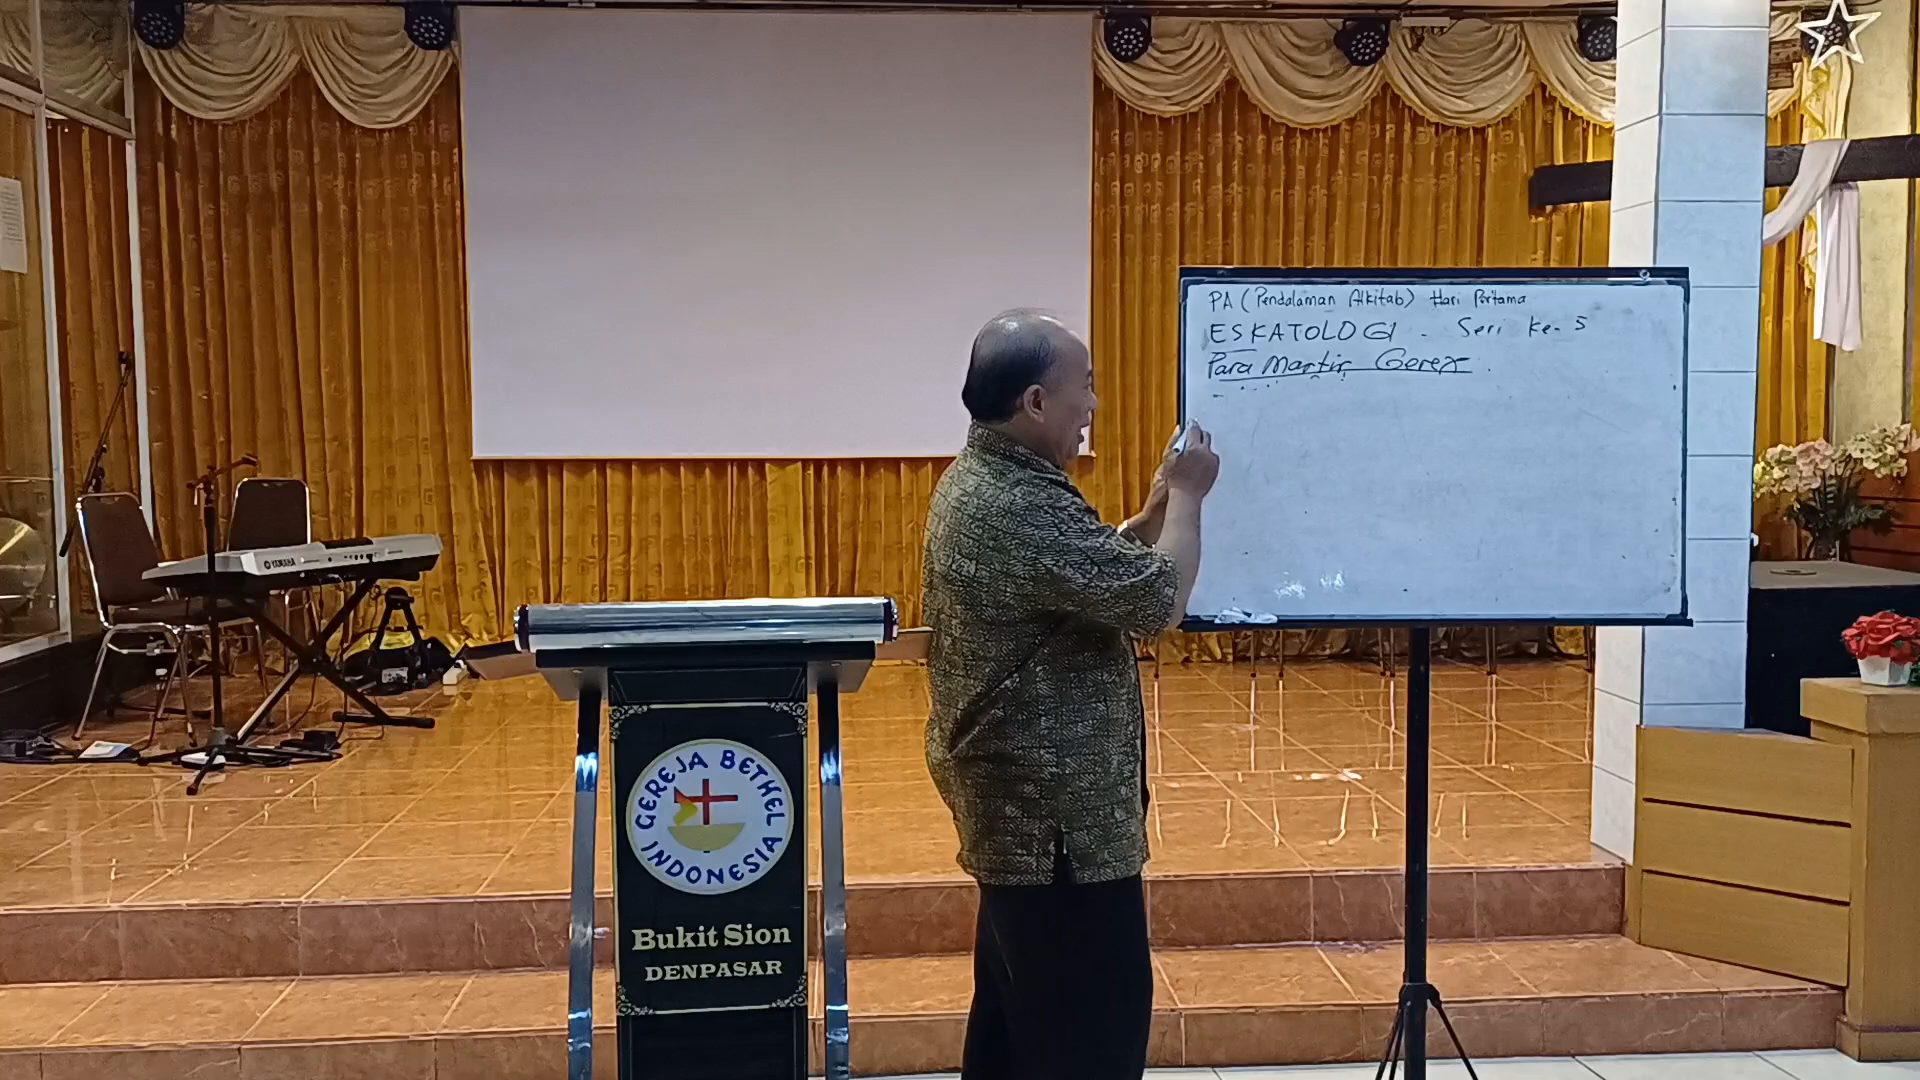 PA (Pendalaman Alkitab) Hari Pertama
ESKATOLOGI - Seri ke-5
Para Martir Gereja
YAMAHA
GEREJA BETHEL INDONESIA
Bukit Sion
DENPASAR